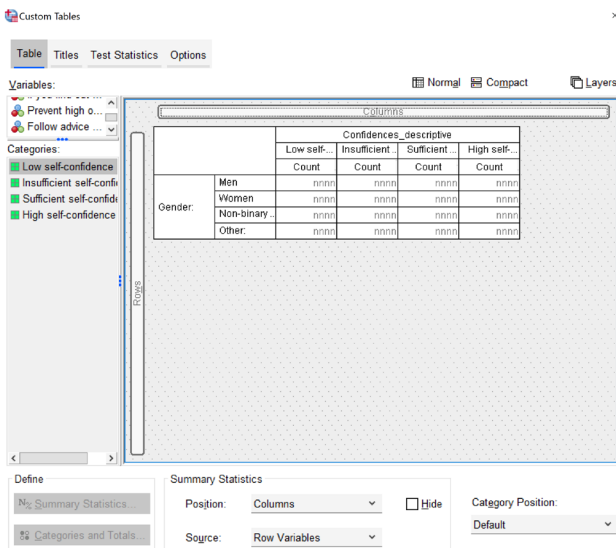 Custom Tables
Table Titles Test Statistics Options
Variables:
Normal Compact Layers
Prevent high o...
Follow advice ...
Categories:
Low self-confidence
Insufficient self-confi
Sufficient self-confide
High self-confidence
Columns
Confidences_descriptive
Low self-... Insufficient .. Sufficient ... High self-...
Count Count Count Count
Gender:
Men nnnn nnnn nnnn nnnn
Women nnnn nnnn nnnn nnnn
Non-binary .. nnnn nnnn nnnn nnnn
Other: nnnn nnnn nnnn nnnn
Rows
Define
N% Summary Statistics...
Categories and Totals...
Summary Statistics
Position: Columns
Hide
Source: Row Variables
Category Position:
Default